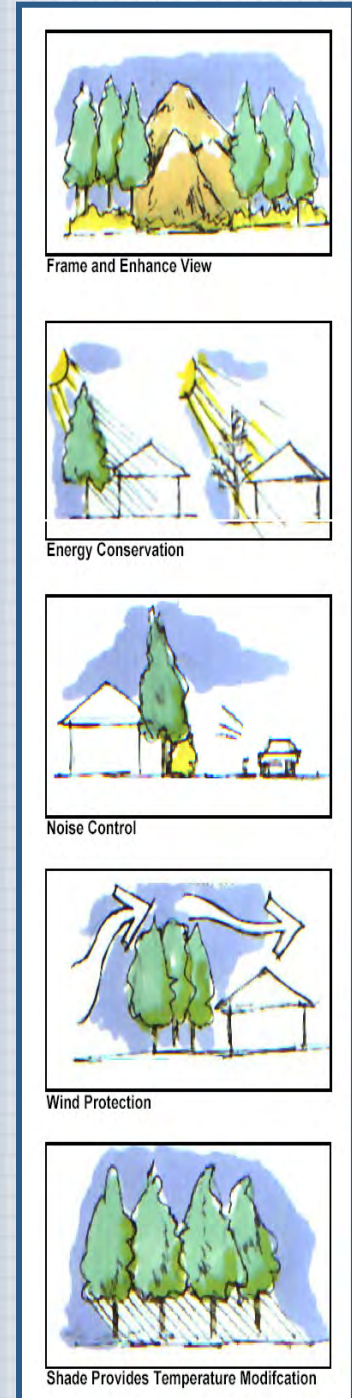 Frame and Enhance View
Energy Conservation
Noise Control
Wind Protection
Shade Provides Temperature Modifcation